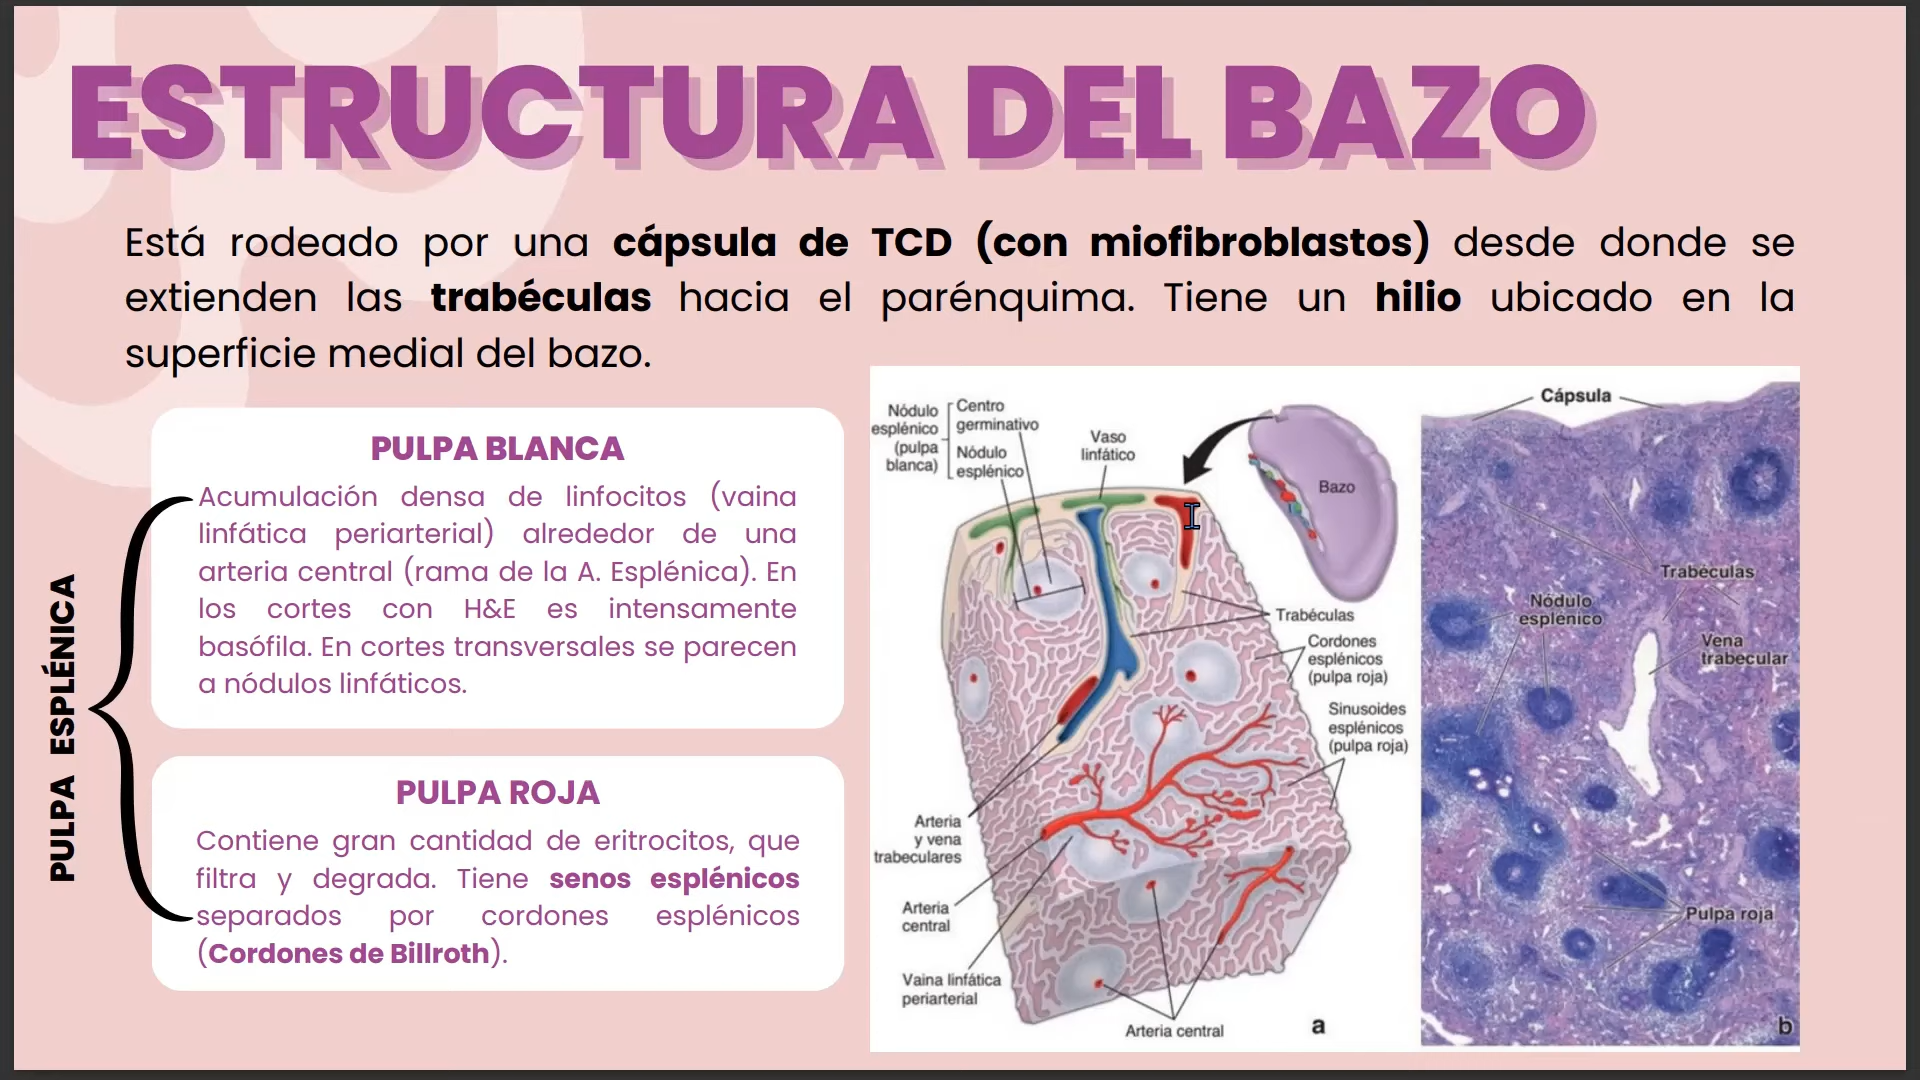 ESTRUCTURA DEL BAZO
Está rodeado por una cápsula de TCD (con miofibroblastos) desde donde se
extienden las trabéculas hacia el parénquima. Tiene un hilio ubicado en la
superficie medial del bazo.
PULPA ESPLÉNICA
PULPA BLANCA
Acumulación densa de linfocitos (vaina
linfática periarterial) alrededor de una
arteria central (rama de la A. Esplénica). En
los cortes con H&E es intensamente
basófila. En cortes transversales se parecen
a nódulos linfáticos.
PULPA ROJA
Contiene gran cantidad de eritrocitos, que
filtra y degrada. Tiene senos esplénicos
separados por cordones esplénicos
(Cordones de Billroth).
Nódulo
esplénico
(pulpa
blanca)
Centro
germinativo
Nódulo
esplénico
Vaso
linfático
Bazo
Trabéculas
Cordones
esplénicos
(pulpa roja)
Sinusoides
esplénicos
(pulpa roja)
Arteria
y vena
trabeculares
Arteria
central
Vaina linfática
periarterial
Arteria central
a
Cápsula
Trabéculas
Nódulo
esplénico
Vena
trabecular
Pulpa roja
b